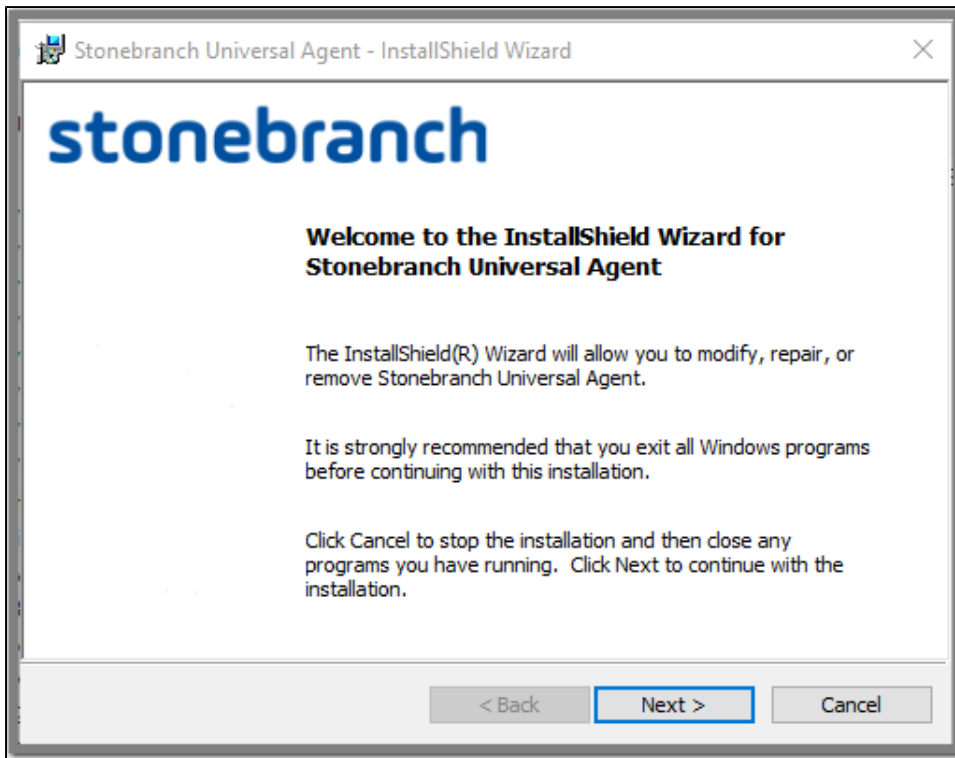 Stonebranch Universal Agent - InstallShield Wizard
stonebranch
Welcome to the InstallShield Wizard for
Stonebranch Universal Agent
The InstallShield(R) Wizard will allow you to modify, repair, or
remove Stonebranch Universal Agent.
It is strongly recommended that you exit all Windows programs
before continuing with this installation.
Click Cancel to stop the installation and then close any
programs you have running.  Click Next to continue with the
installation.
< Back Next > Cancel